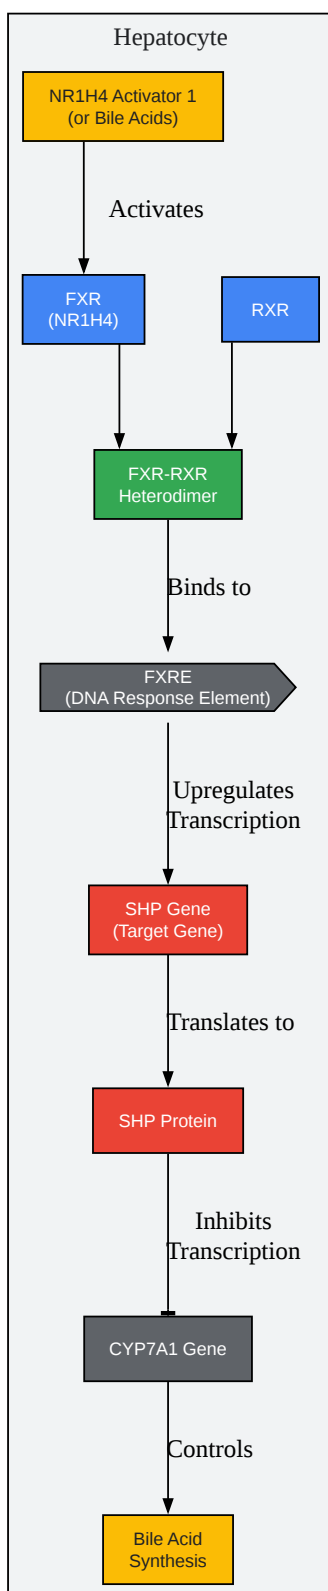 Hepatocyte
NR1H4 Activator 1
(or Bile Acids)
Activates
FXR
(NR1H4)
RXR
FXR-RXR
Heterodimer
Binds to
FXRE
(DNA Response Element)
Upregulates
Transcription
SHP Gene
(Target Gene)
Translates to
SHP Protein
Inhibits
Transcription
CYP7A1 Gene
Controls
Bile Acid
Synthesis